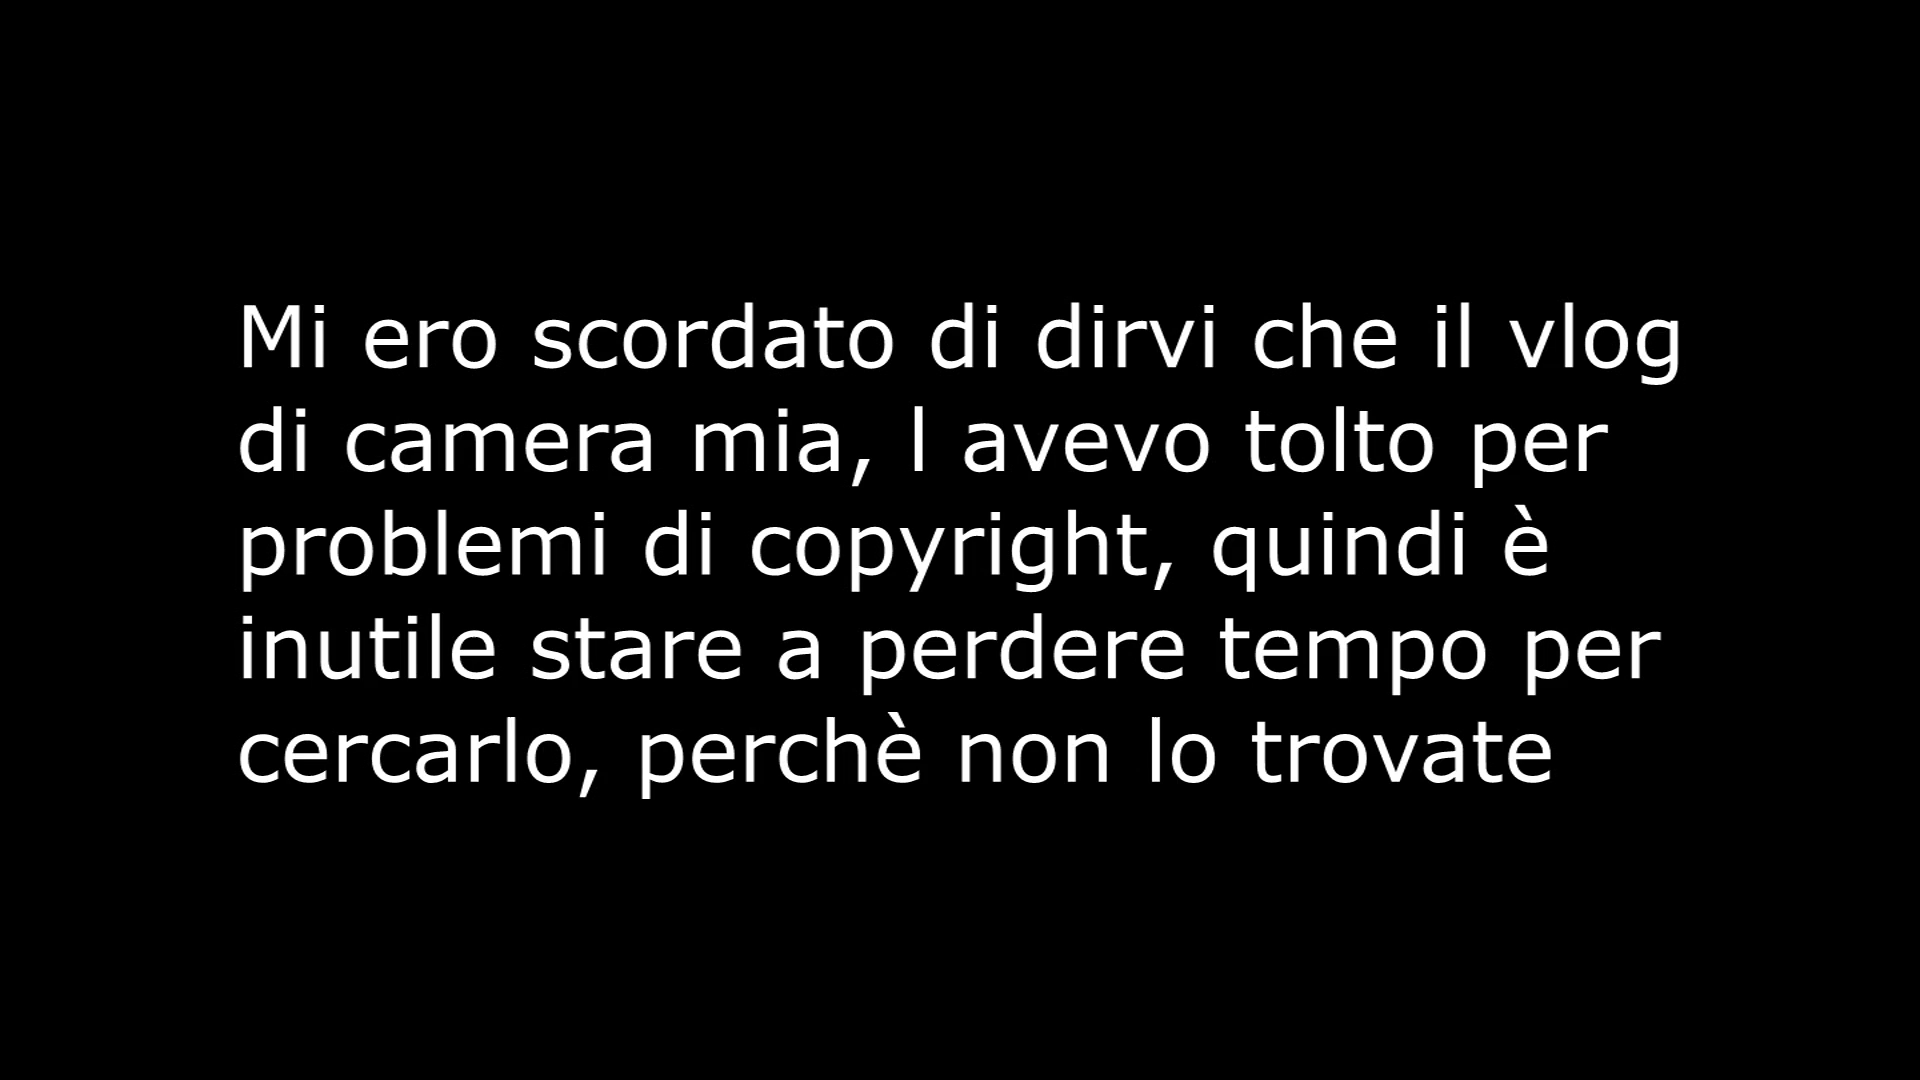 Mi ero scordato di dirvi che il vlog
di camera mia, l avevo tolto per
problemi di copyright, quindi è
inutile stare a perdere tempo per
cercarlo, perchè non lo trovate